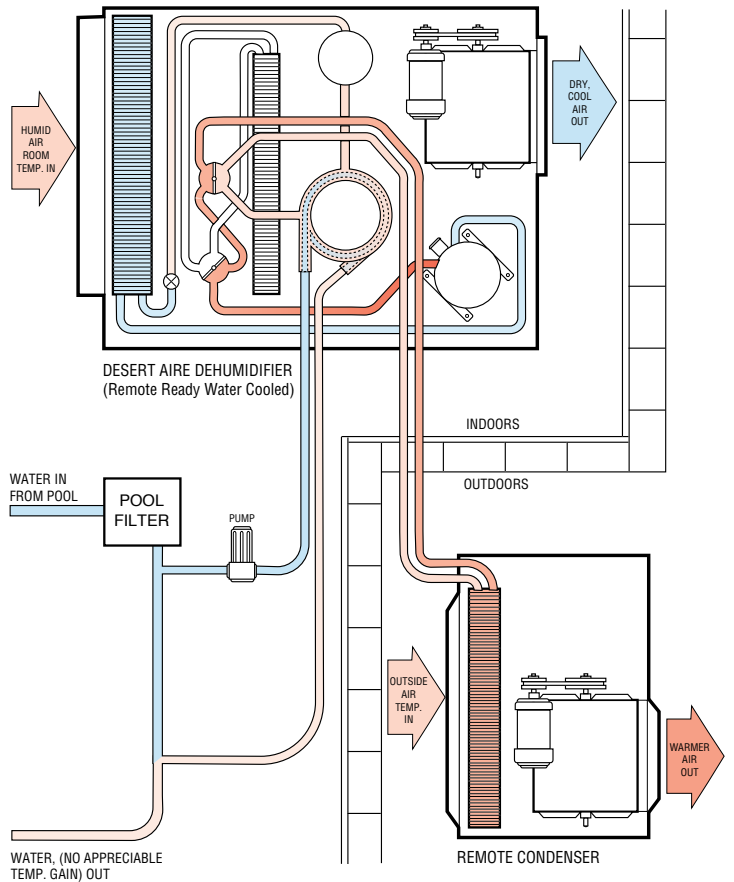 HUMID
AIR
ROOM
TEMP. IN
DRY,
COOL
AIR
OUT
DESERT AIRE DEHUMIDIFIER
(Remote Ready Water Cooled)
INDOORS
OUTDOORS
WATER IN
FROM POOL
POOL
FILTER
PUMP
OUTSIDE
AIR
TEMP.
IN
WARMER
AIR
OUT
WATER, (NO APPRECIABLE
TEMP. GAIN) OUT
REMOTE CONDENSER